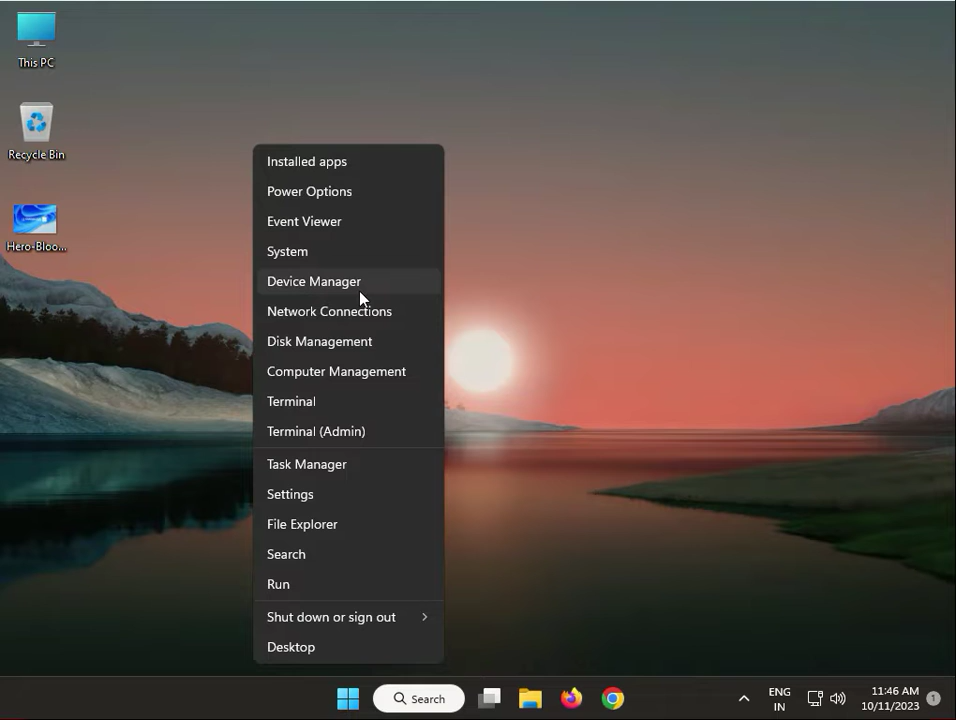 This PC
Recycle Bin
Hero-Bloo...
Installed apps
Power Options
Event Viewer
System
Device Manager
Network Connections
Disk Management
Computer Management
Terminal
Terminal (Admin)
Task Manager
Settings
File Explorer
Search
Run
Shut down or sign out
Desktop
Search
ENG
IN
11:46 AM
10/11/2023
1